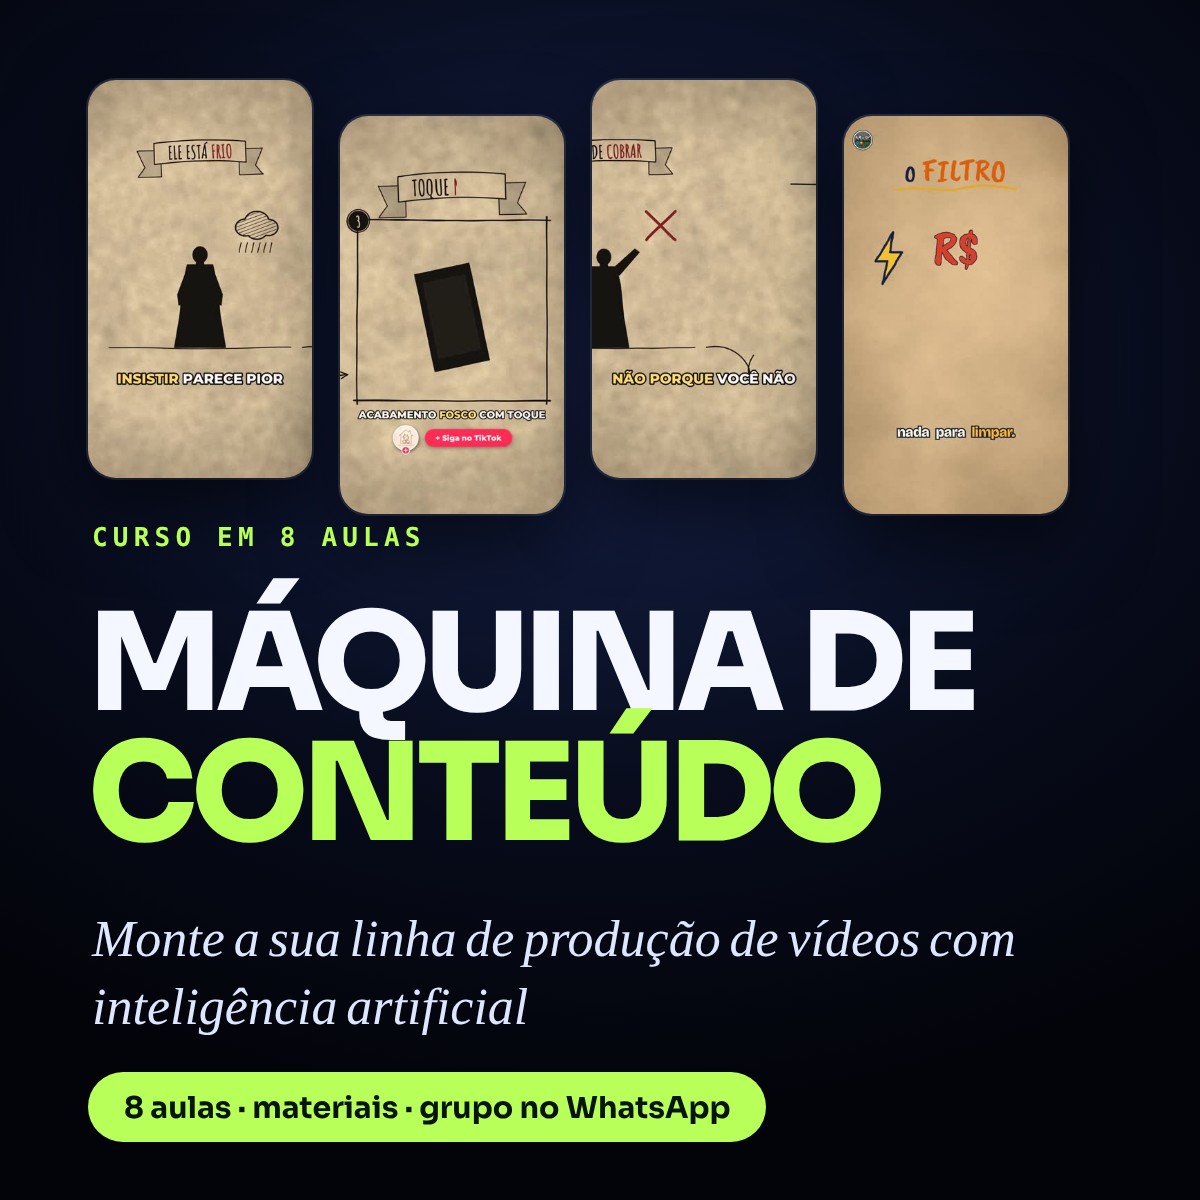 ELE ESTÁ FRIO
INSISTIR PARECE PIOR
TOQUE
3
ACABAMENTO FOSCO COM TOQUE
+ Siga no TikTok
DE COBRAR
NÃO PORQUE VOCÊ NÃO
O FILTRO
R$
nada para limpar.
CURSO EM 8 AULAS
MÁQUINA DE
CONTEÚDO
Monte a sua linha de produção de vídeos com
inteligência artificial
8 aulas · materiais · grupo no WhatsApp